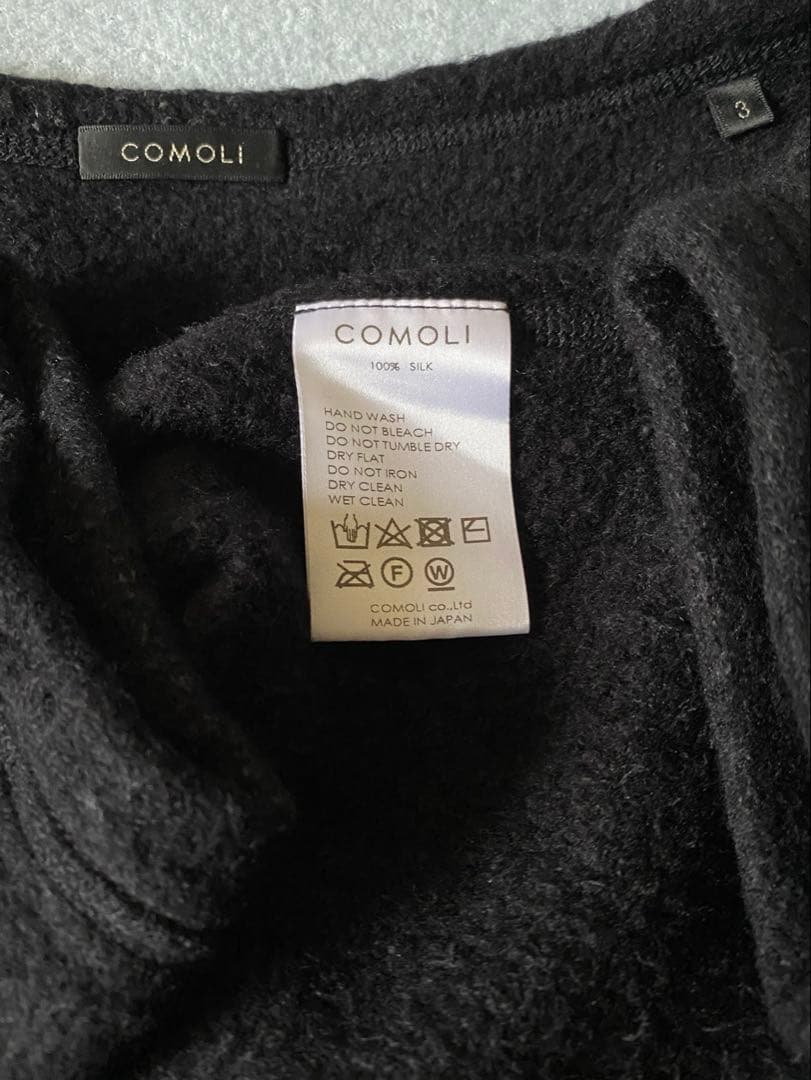 COMOLI
3
COMOLI
100% SILK
HAND WASH
DO NOT BLEACH
DO NOT TUMBLE DRY
DRY FLAT
DO NOT IRON
DRY CLEAN
WET CLEAN
F W
COMOLI co.,Ltd
MADE IN JAPAN